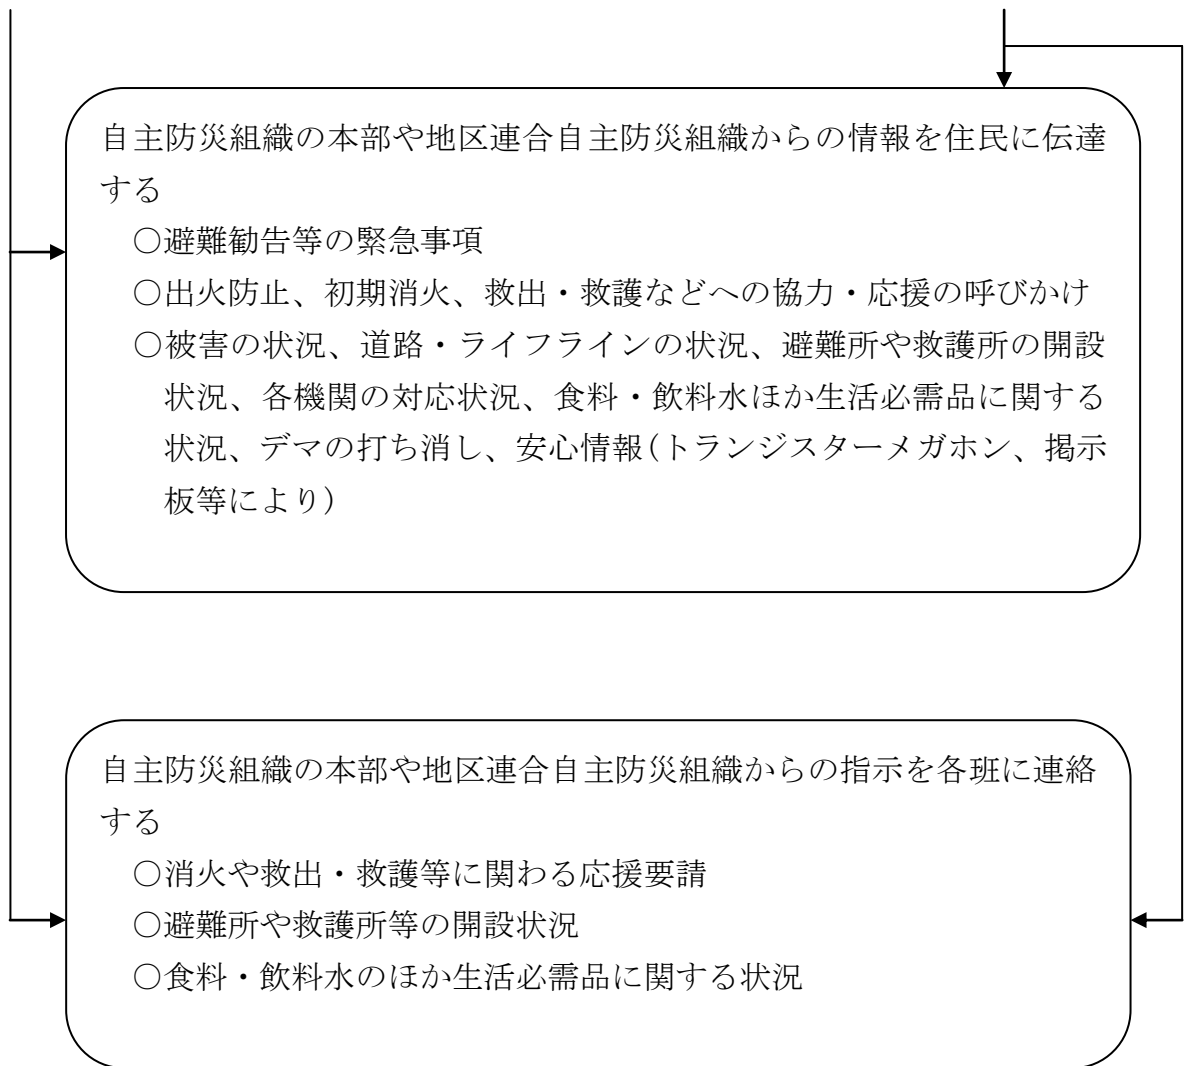 自主防災組織の本部や地区連合自主防災組織からの情報を住民に伝達
する
○避難勧告等の緊急事項
○出火防止、初期消火、救出・救護などへの協力・応援の呼びかけ
○被害の状況、道路・ライフラインの状況、避難所や救護所の開設
状況、各機関の対応状況、食料・飲料水ほか生活必需品に関する
状況、デマの打ち消し、安心情報(トランジスターメガホン、掲示
板等により)
自主防災組織の本部や地区連合自主防災組織からの指示を各班に連絡
する
○消火や救出・救護等に関わる応援要請
○避難所や救護所等の開設状況
○食料・飲料水のほか生活必需品に関する状況